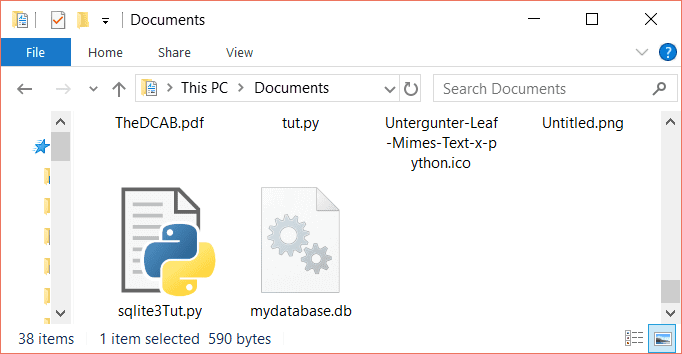 Documents
File Home Share View
This PC Documents Search Documents
TheDCAB.pdf tut.py Untergunter-Leaf Untitled.png
-Mimes-Text-x-p
ython.ico
sqlite3Tut.py mydatabase.db
38 items 1 item selected 590 bytes